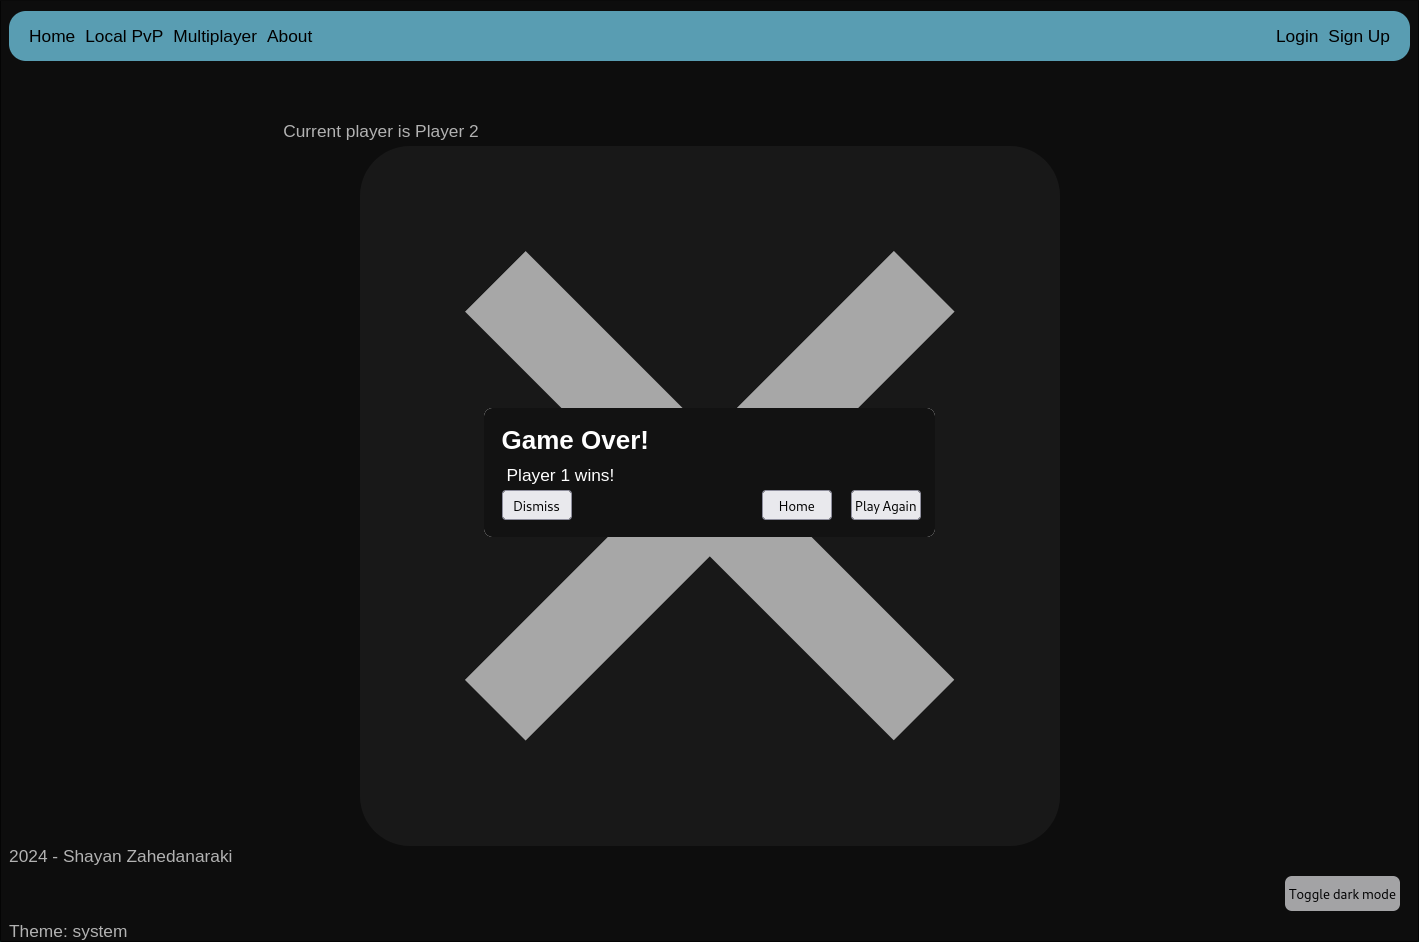 Home Local PvP Multiplayer About Login Sign Up
Current player is Player 2
Game Over!
Player 1 wins!
Dismiss Home Play Again
2024 - Shayan Zahedanaraki
Toggle dark mode
Theme: system